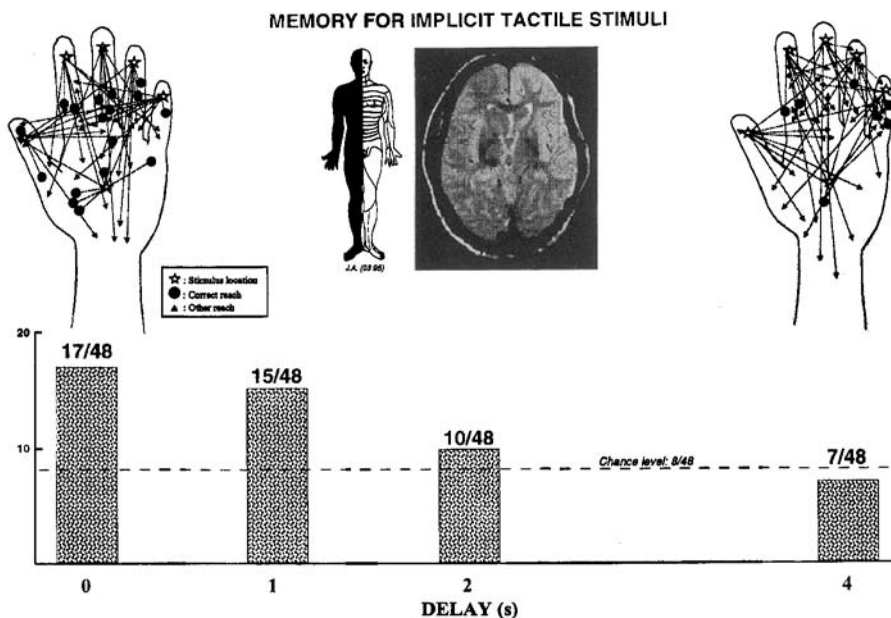 MEMORY FOR IMPLICIT TACTILE STIMULI
J.A. (03 95)
☆ : Stimulus location
● : Correct reach
▲ : Other reach
20
17/48
15/48
10/48
10
Chance level: 8/48
7/48
0
1
2
4
DELAY (s)